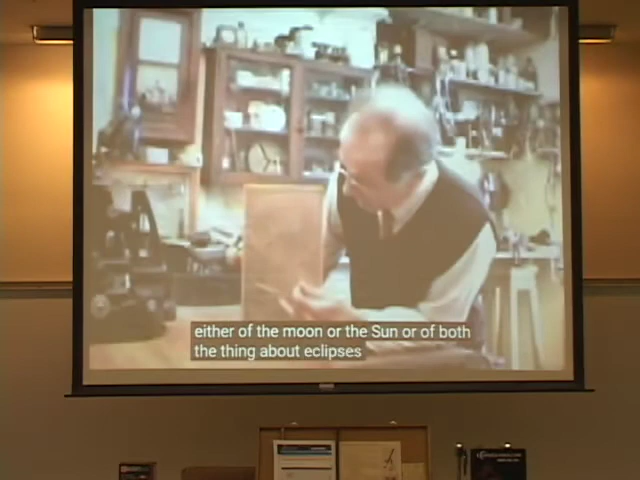 either of the moon or the Sun or of both
the thing about eclipses